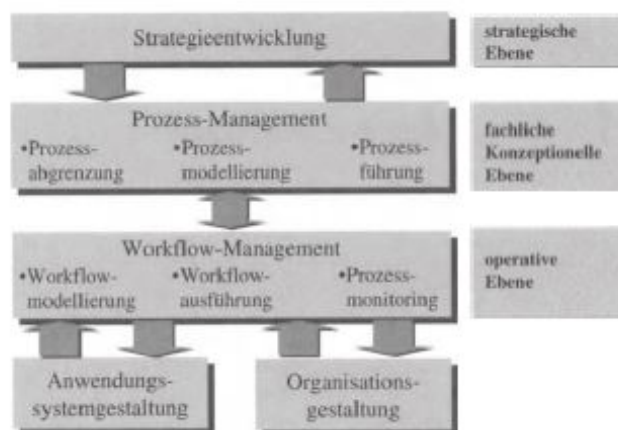 Strategieentwicklung
strategische
Ebene
Prozess-Management
•Prozess-
abgrenzung
•Prozess-
modellierung
•Prozess-
führung
fachliche
Konzeptionelle
Ebene
Workflow-Management
•Workflow-
modellierung
•Workflow-
ausführung
•Prozess-
monitoring
operative
Ebene
Anwendungs-
systemgestaltung
Organisations-
gestaltung